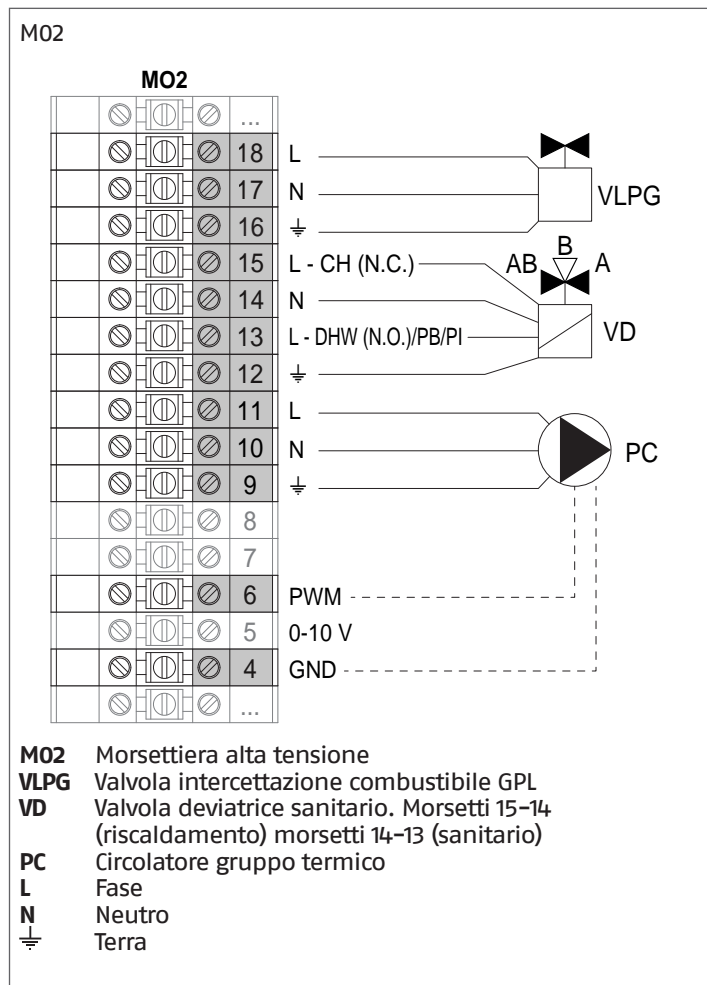 M02
MO2
...
18 L
17 N VLPG
16 ⏚
B
15 L - CH (N.C.) AB A
14 N
13 L - DHW (N.O.)/PB/PI VD
12 ⏚
11 L
10 N PC
9 ⏚
8
7
6 PWM
5 0-10 V
4 GND
...
M02 Morsettiera alta tensione
VLPG Valvola intercettazione combustibile GPL
VD Valvola deviatrice sanitario. Morsetti 15-14
(riscaldamento) morsetti 14-13 (sanitario)
PC Circolatore gruppo termico
L Fase
N Neutro
⏚ Terra